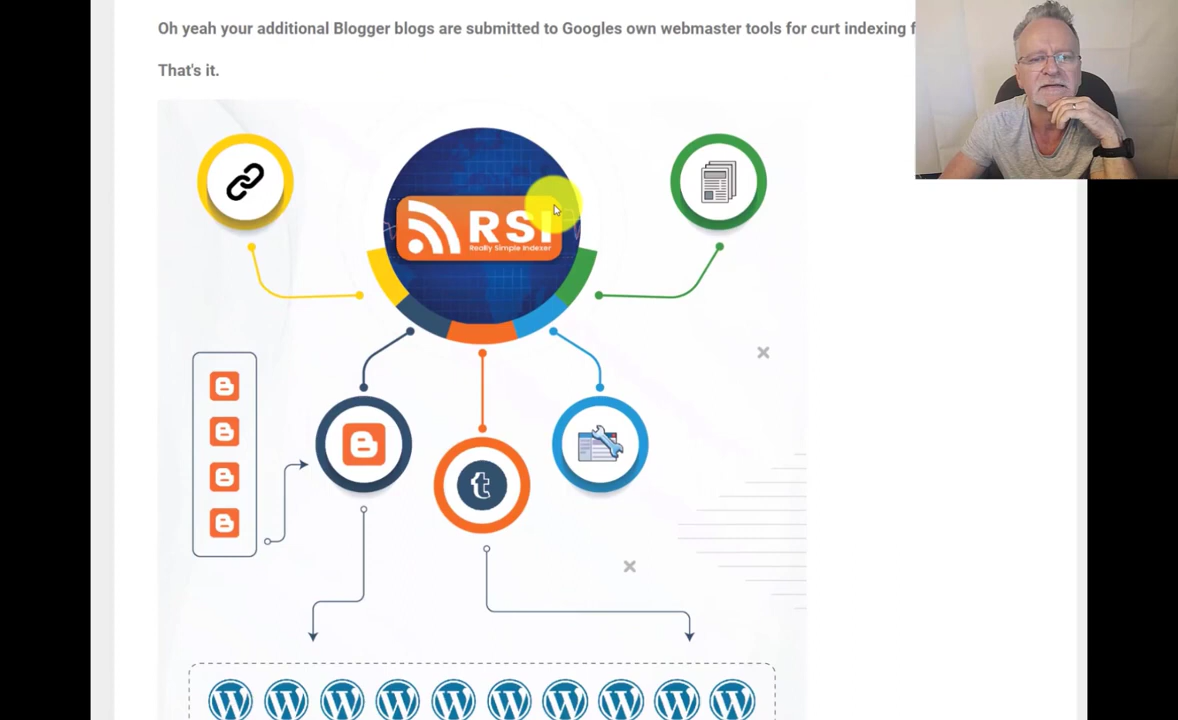 Oh yeah your additional Blogger blogs are submitted to Googles own webmaster tools for curt indexing f
That's it.
RSI
Really Simple Indexer